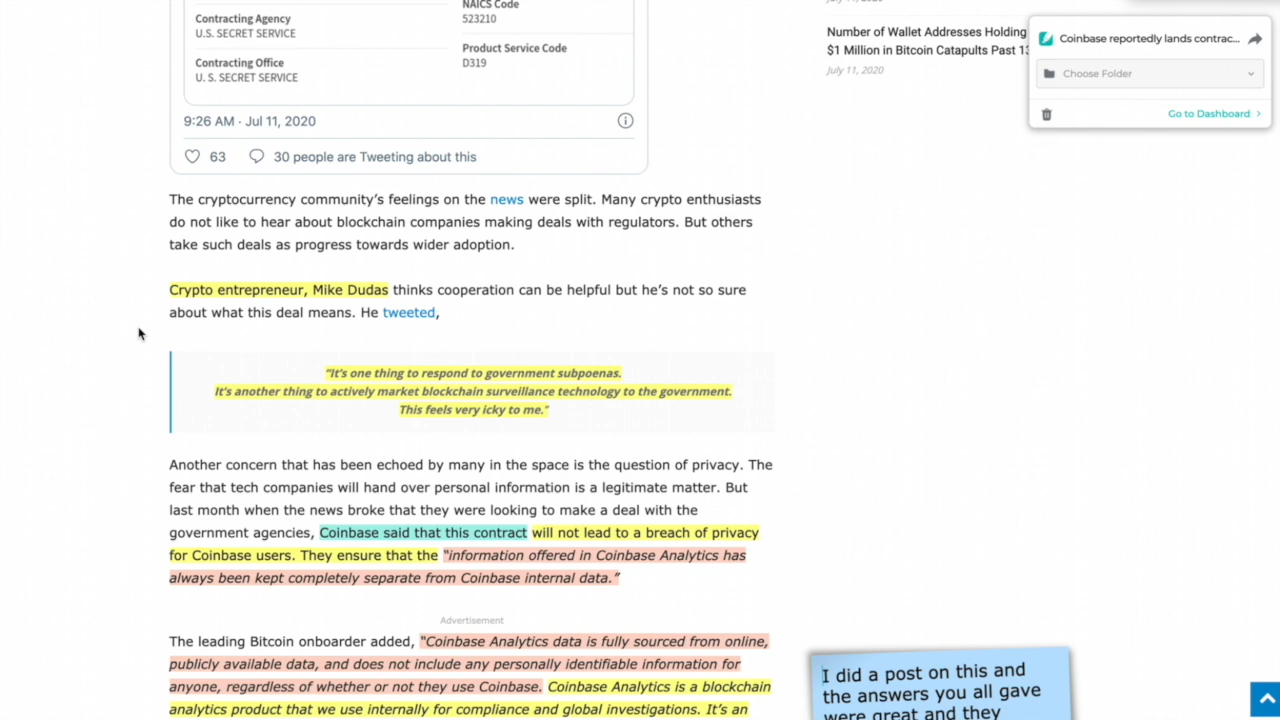 NAICS Code
Contracting Agency
523210
U.S. SECRET SERVICE
Product Service Code
Contracting Office
D319
U. S. SECRET SERVICE
9:26 AM · Jul 11, 2020
63
30 people are Tweeting about this
The cryptocurrency community’s feelings on the news were split. Many crypto enthusiasts
do not like to hear about blockchain companies making deals with regulators. But others
take such deals as progress towards wider adoption.
Crypto entrepreneur, Mike Dudas thinks cooperation can be helpful but he’s not so sure
about what this deal means. He tweeted,
“It’s one thing to respond to government subpoenas.
It’s another thing to actively market blockchain surveillance technology to the government.
This feels very icky to me.”
Another concern that has been echoed by many in the space is the question of privacy. The
fear that tech companies will hand over personal information is a legitimate matter. But
last month when the news broke that they were looking to make a deal with the
government agencies, Coinbase said that this contract will not lead to a breach of privacy
for Coinbase users. They ensure that the “information offered in Coinbase Analytics has
always been kept completely separate from Coinbase internal data.”
Advertisement
The leading Bitcoin onboarder added, “Coinbase Analytics data is fully sourced from online,
publicly available data, and does not include any personally identifiable information for
anyone, regardless of whether or not they use Coinbase. Coinbase Analytics is a blockchain
analytics product that we use internally for compliance and global investigations. It’s an
July 11, 2020
Number of Wallet Addresses Holding
$1 Million in Bitcoin Catapults Past 13
July 11, 2020
Coinbase reportedly lands contrac...
Choose Folder
Go to Dashboard
I did a post on this and
the answers you all gave
were great and they